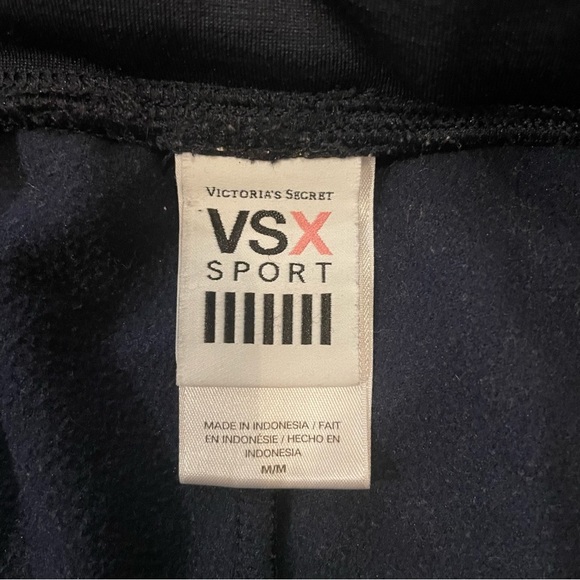 VICTORIA'S SECRET
VSX
SPORT
MADE IN INDONESIA / FAIT
EN INDONÉSIE / HECHO EN
INDONESIA
M/M